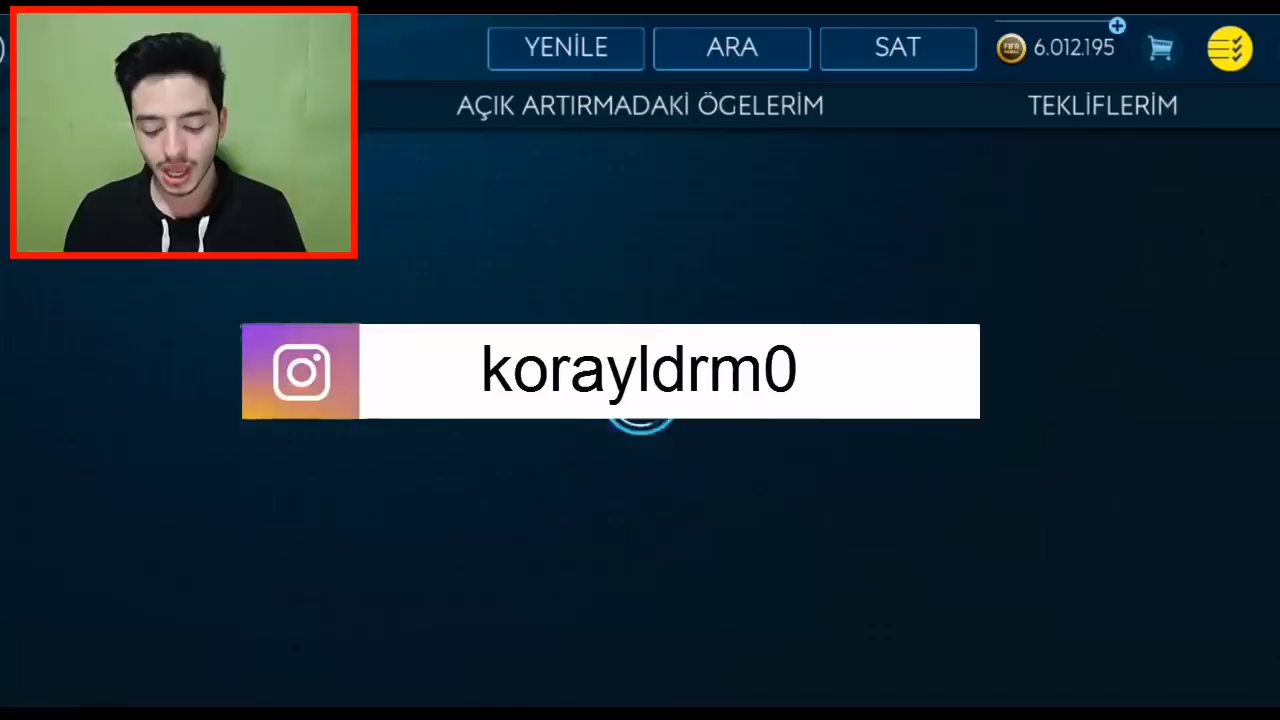 YENİLE ARA SAT 6.012.195
AÇIK ARTIRMADAKİ ÖGELERİM TEKLİFLERİM
korayldrm0